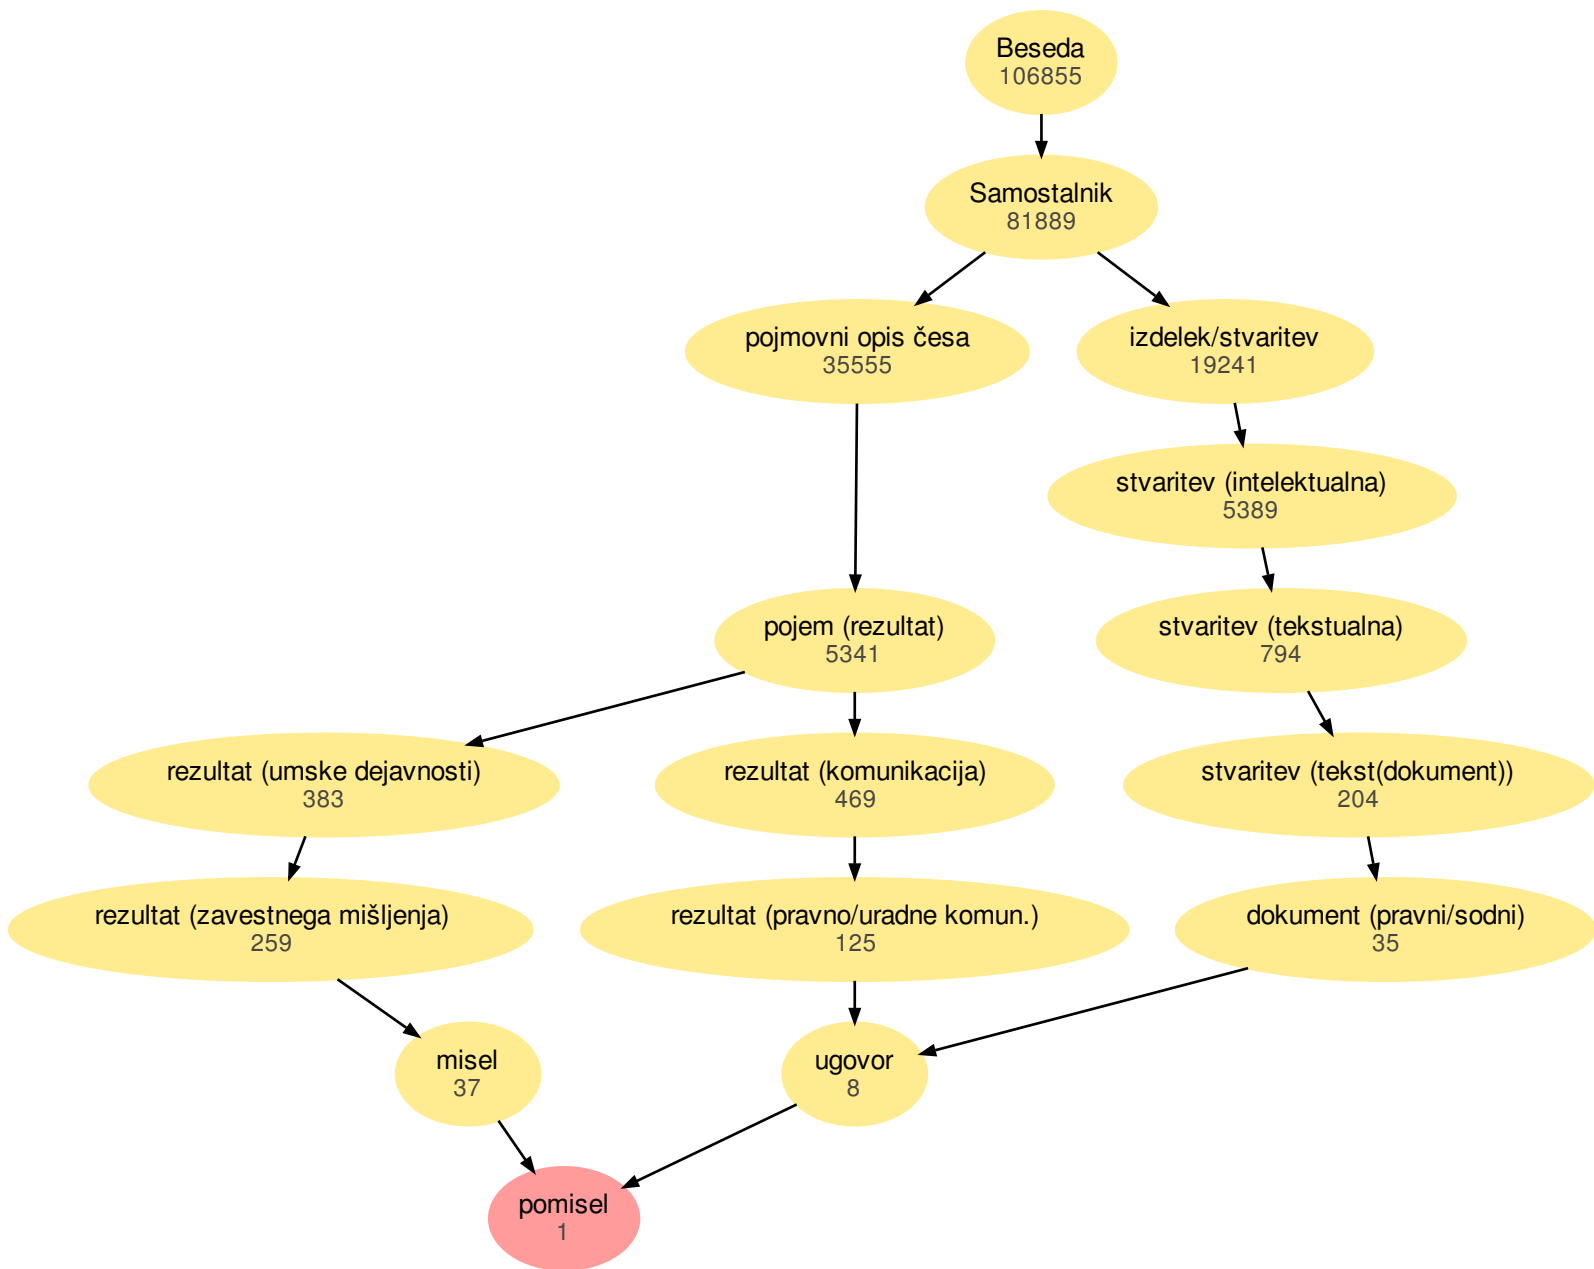 Beseda
106855
Samostalnik
81889
pojmovni opis česa
35555
izdelek/stvaritev
19241
stvaritev (intelektualna)
5389
pojem (rezultat)
5341
stvaritev (tekstualna)
794
rezultat (umske dejavnosti)
383
rezultat (komunikacija)
469
stvaritev (tekst(dokument))
204
rezultat (zavestnega mišljenja)
259
rezultat (pravno/uradne komun.)
125
dokument (pravni/sodni)
35
misel
37
ugovor
8
pomisel
1